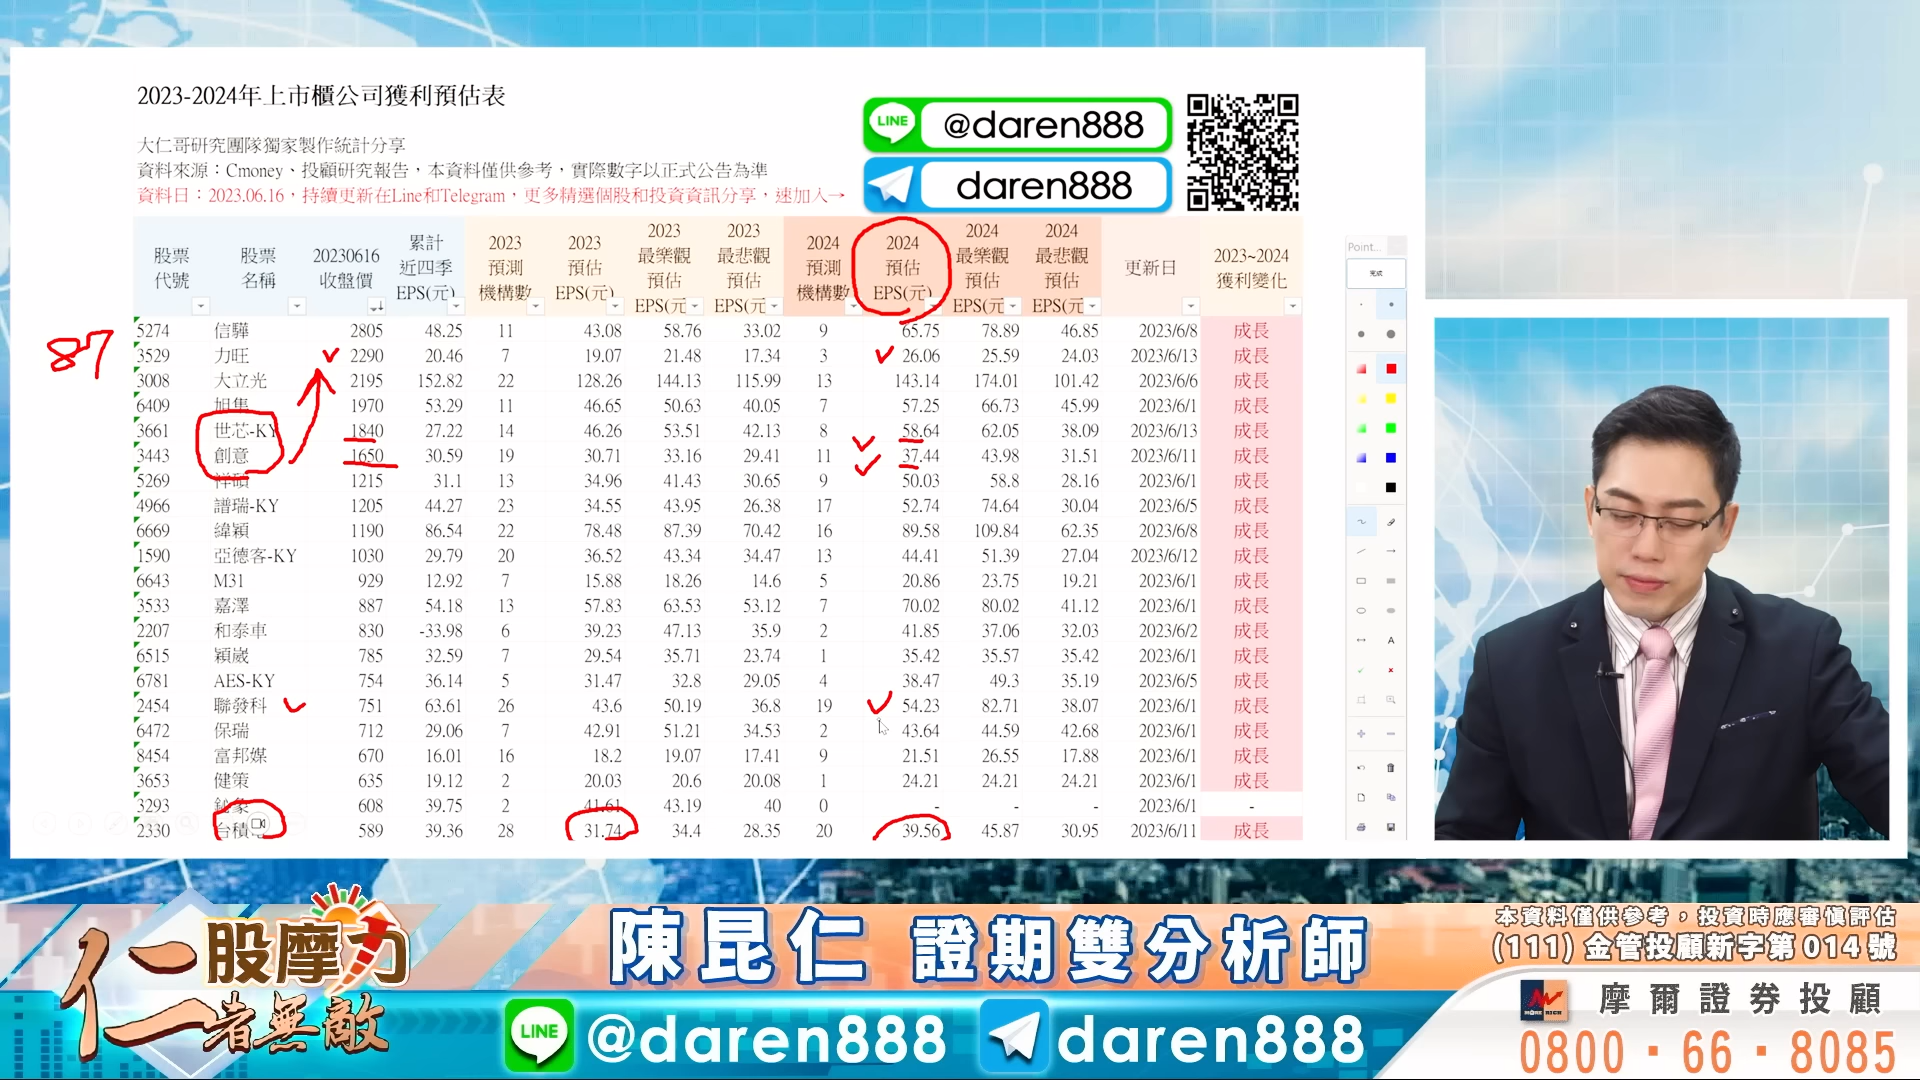 2023-2024年上市櫃公司獲利預估表
大仁哥研究團隊獨家製作統計分享
資料來源：Cmoney、投顧研究報告，本資料僅供參考，實際數字以正式公告為準
資料日：2023.06.16，持續更新在Line和Telegram，更多精選個股和投資資訊分享，速加入→
LINE @daren888
daren888
股票代號 股票名稱 20230616收盤價 累計近四季EPS(元) 2023預測機構數 2023預估EPS(元) 2023最樂觀預估EPS(元 2023最悲觀預估EPS(元 2024預測機構數 2024預估EPS(元) 2024最樂觀預估EPS(元 2024最悲觀預估EPS(元 更新日 2023~2024獲利變化
87
5274 信驊 2805 48.25 11 43.08 58.76 33.02 9 65.75 78.89 46.85 2023/6/8 成長
3529 力旺 2290 20.46 7 19.07 21.48 17.34 3 26.06 25.59 24.03 2023/6/13 成長
3008 大立光 2195 152.82 22 128.26 144.13 115.99 13 143.14 174.01 101.42 2023/6/6 成長
6409 旭隼 1970 53.29 11 46.65 50.63 40.05 7 57.25 66.73 45.99 2023/6/1 成長
3661 世芯-KY 1840 27.22 14 46.26 53.51 42.13 8 58.64 62.05 38.09 2023/6/13 成長
3443 創意 1650 30.59 19 30.71 33.16 29.41 11 37.44 43.98 31.51 2023/6/11 成長
5269 祥碩 1215 31.1 13 34.96 41.43 30.65 9 50.03 58.8 28.16 2023/6/1 成長
4966 譜瑞-KY 1205 44.27 23 34.55 43.95 26.38 17 52.74 74.64 30.04 2023/6/5 成長
6669 緯穎 1190 86.54 22 78.48 87.39 70.42 16 89.58 109.84 62.35 2023/6/8 成長
1590 亞德客-KY 1030 29.79 20 36.52 43.34 34.47 13 44.41 51.39 27.04 2023/6/12 成長
6643 M31 929 12.92 7 15.88 18.26 14.6 5 20.86 23.75 19.21 2023/6/1 成長
3533 嘉澤 887 54.18 13 57.83 63.53 53.12 7 70.02 80.02 41.12 2023/6/1 成長
2207 和泰車 830 -33.98 6 39.23 47.13 35.9 2 41.85 37.06 32.03 2023/6/2 成長
6515 穎崴 785 32.59 7 29.54 35.71 23.74 1 35.42 35.57 35.42 2023/6/1 成長
6781 AES-KY 754 36.14 5 31.47 32.8 29.05 4 38.47 49.3 35.19 2023/6/5 成長
2454 聯發科 751 63.61 26 43.6 50.19 36.8 19 54.23 82.71 38.07 2023/6/1 成長
6472 保瑞 712 29.06 7 42.91 51.21 34.53 2 43.64 44.59 42.68 2023/6/1 成長
8454 富邦媒 670 16.01 16 18.2 19.07 17.41 9 21.51 26.55 17.88 2023/6/1 成長
3653 健策 635 19.12 2 20.03 20.6 20.08 1 24.21 24.21 24.21 2023/6/1 成長
3293 鈊象 608 39.75 2 41.61 43.19 40 0 - - - 2023/6/1 -
2330 台積 589 39.36 28 31.74 34.4 28.35 20 39.56 45.87 30.95 2023/6/11 成長
Point...
完成
A
股摩力
仁者無敵
陳昆仁 證期雙分析師
LINE @daren888 daren888
本資料僅供參考，投資時應審慎評估
(111) 金管投顧新字第014號
摩爾證券投顧
0800·66·8085